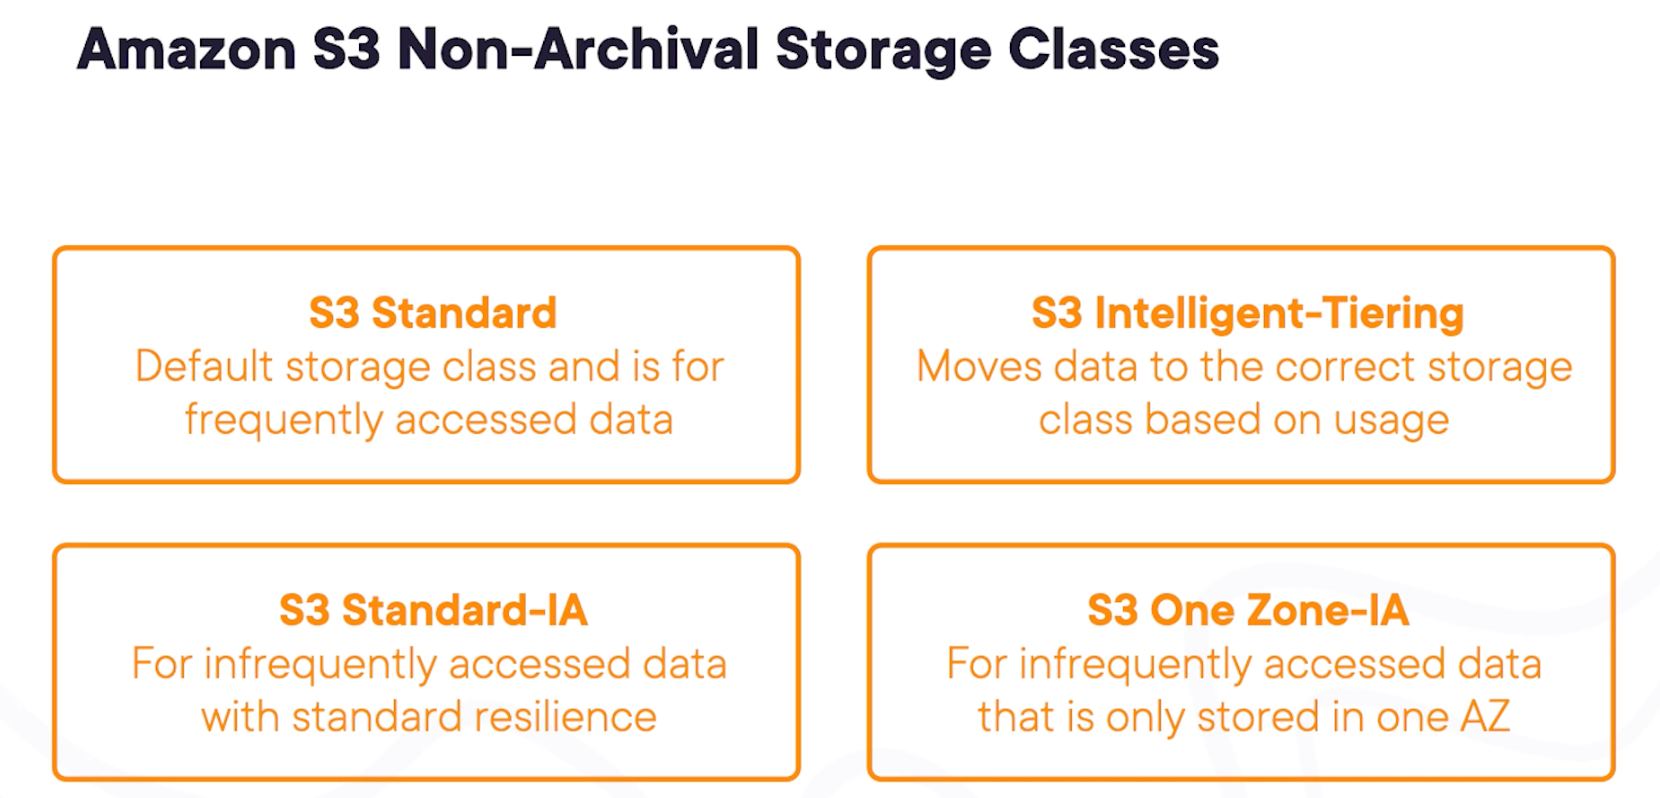 Amazon S3 Non-Archival Storage Classes
S3 Standard
Default storage class and is for
frequently accessed data
S3 Intelligent-Tiering
Moves data to the correct storage
class based on usage
S3 Standard-IA
For infrequently accessed data
with standard resilience
S3 One Zone-IA
For infrequently accessed data
that is only stored in one AZ